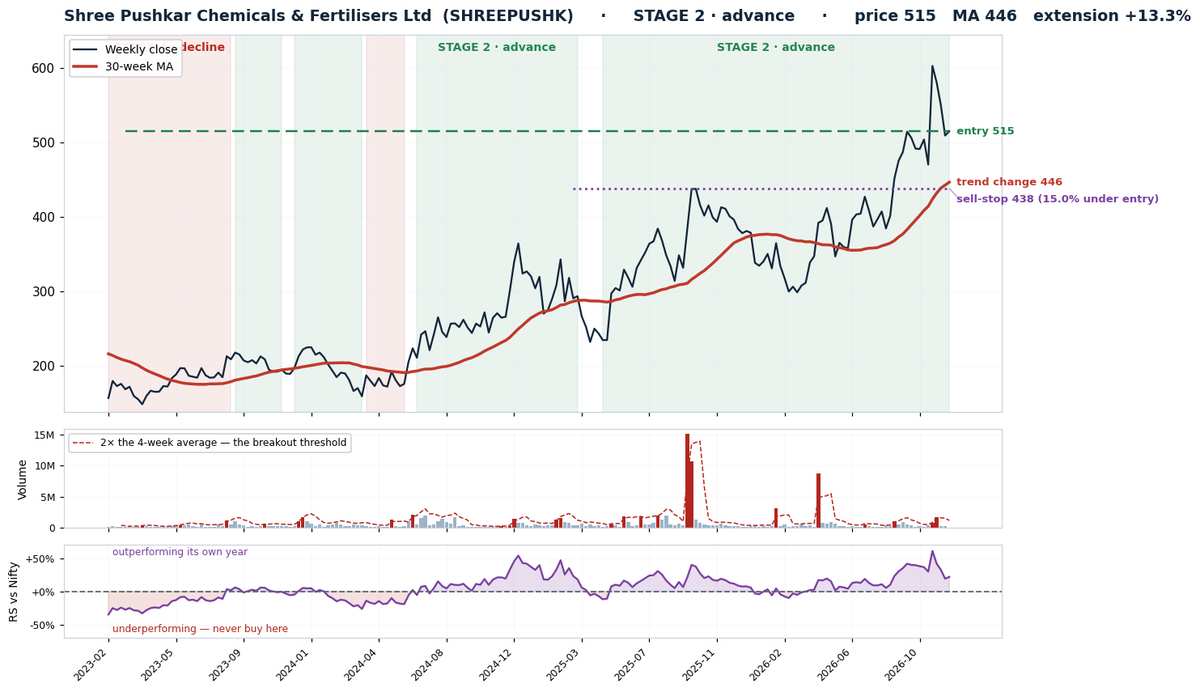 Shree Pushkar Chemicals & Fertilisers Ltd (SHREEPUSHK) · STAGE 2 · advance · price 515 MA 446 extension +13.3%
Weekly close
30-week MA
decline
STAGE 2 · advance
STAGE 2 · advance
600
500
400
300
200
entry 515
trend change 446
sell-stop 438 (15.0% under entry)
2× the 4-week average — the breakout threshold
Volume
15M
10M
5M
0
outperforming its own year
RS vs Nifty
+50%
+0%
-50%
underperforming — never buy here
2023-02
2023-05
2023-09
2024-01
2024-04
2024-08
2024-12
2025-03
2025-07
2025-11
2026-02
2026-06
2026-10